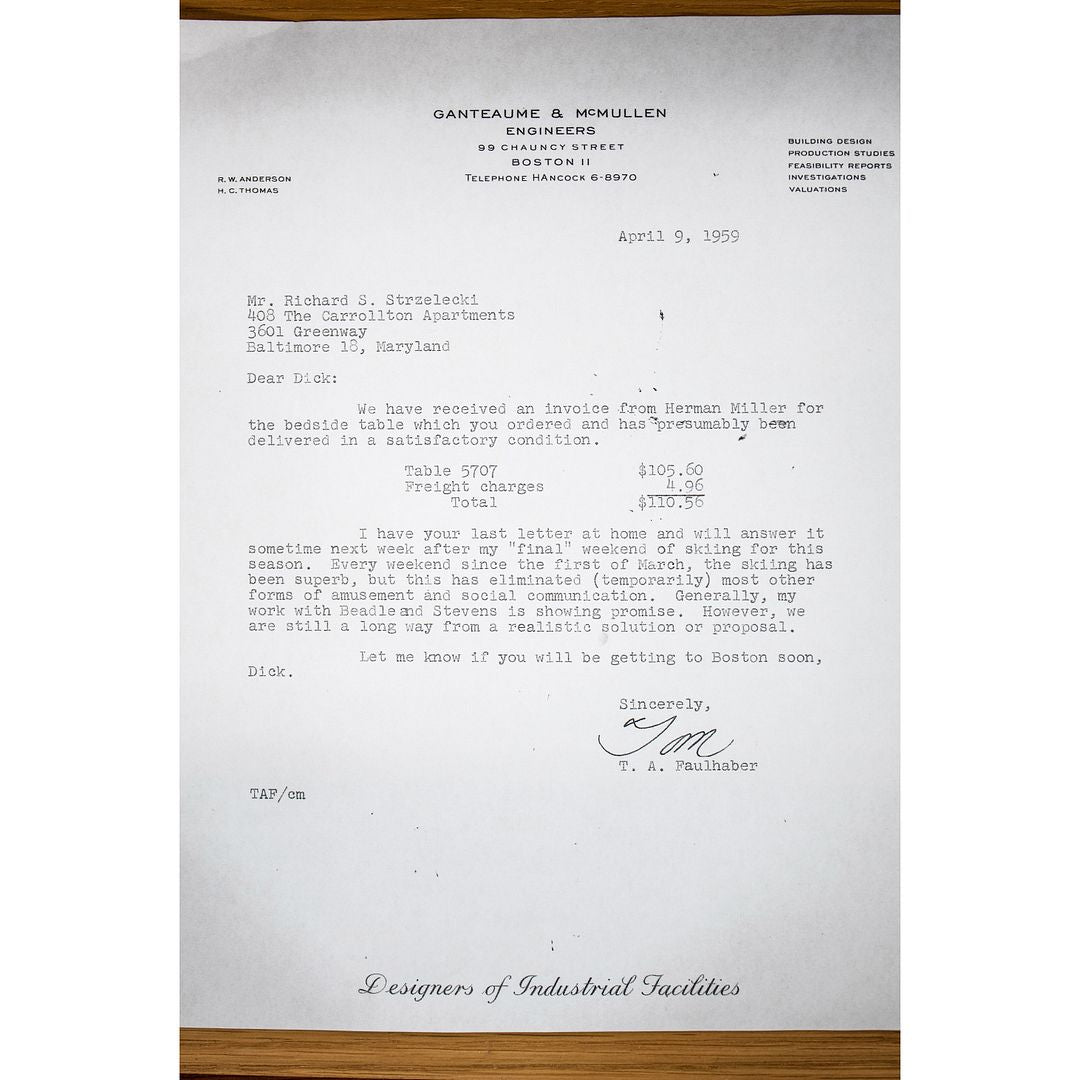 GANTEAUME & McMULLEN
ENGINEERS
99 CHAUNCY STREET
BOSTON 11
TELEPHONE HANCOCK 6-8970
R. W. ANDERSON
H. C. THOMAS
BUILDING DESIGN
PRODUCTION STUDIES
FEASIBILITY REPORTS
INVESTIGATIONS
VALUATIONS
April 9, 1959
Mr. Richard S. Strzelecki
408 The Carrollton Apartments
3601 Greenway
Baltimore 18, Maryland
Dear Dick:
We have received an invoice from Herman Miller for
the bedside table which you ordered and has presumably been
delivered in a satisfactory condition.
Table 5707 $105.60
Freight charges 4.96
Total $110.56
I have your last letter at home and will answer it
sometime next week after my "final" weekend of skiing for this
season. Every weekend since the first of March, the skiing has
been superb, but this has eliminated (temporarily) most other
forms of amusement and social communication. Generally, my
work with Beadle and Stevens is showing promise. However, we
are still a long way from a realistic solution or proposal.
Let me know if you will be getting to Boston soon,
Dick.
Sincerely,
Tom
T. A. Faulhaber
TAF/cm
Designers of Industrial Facilities